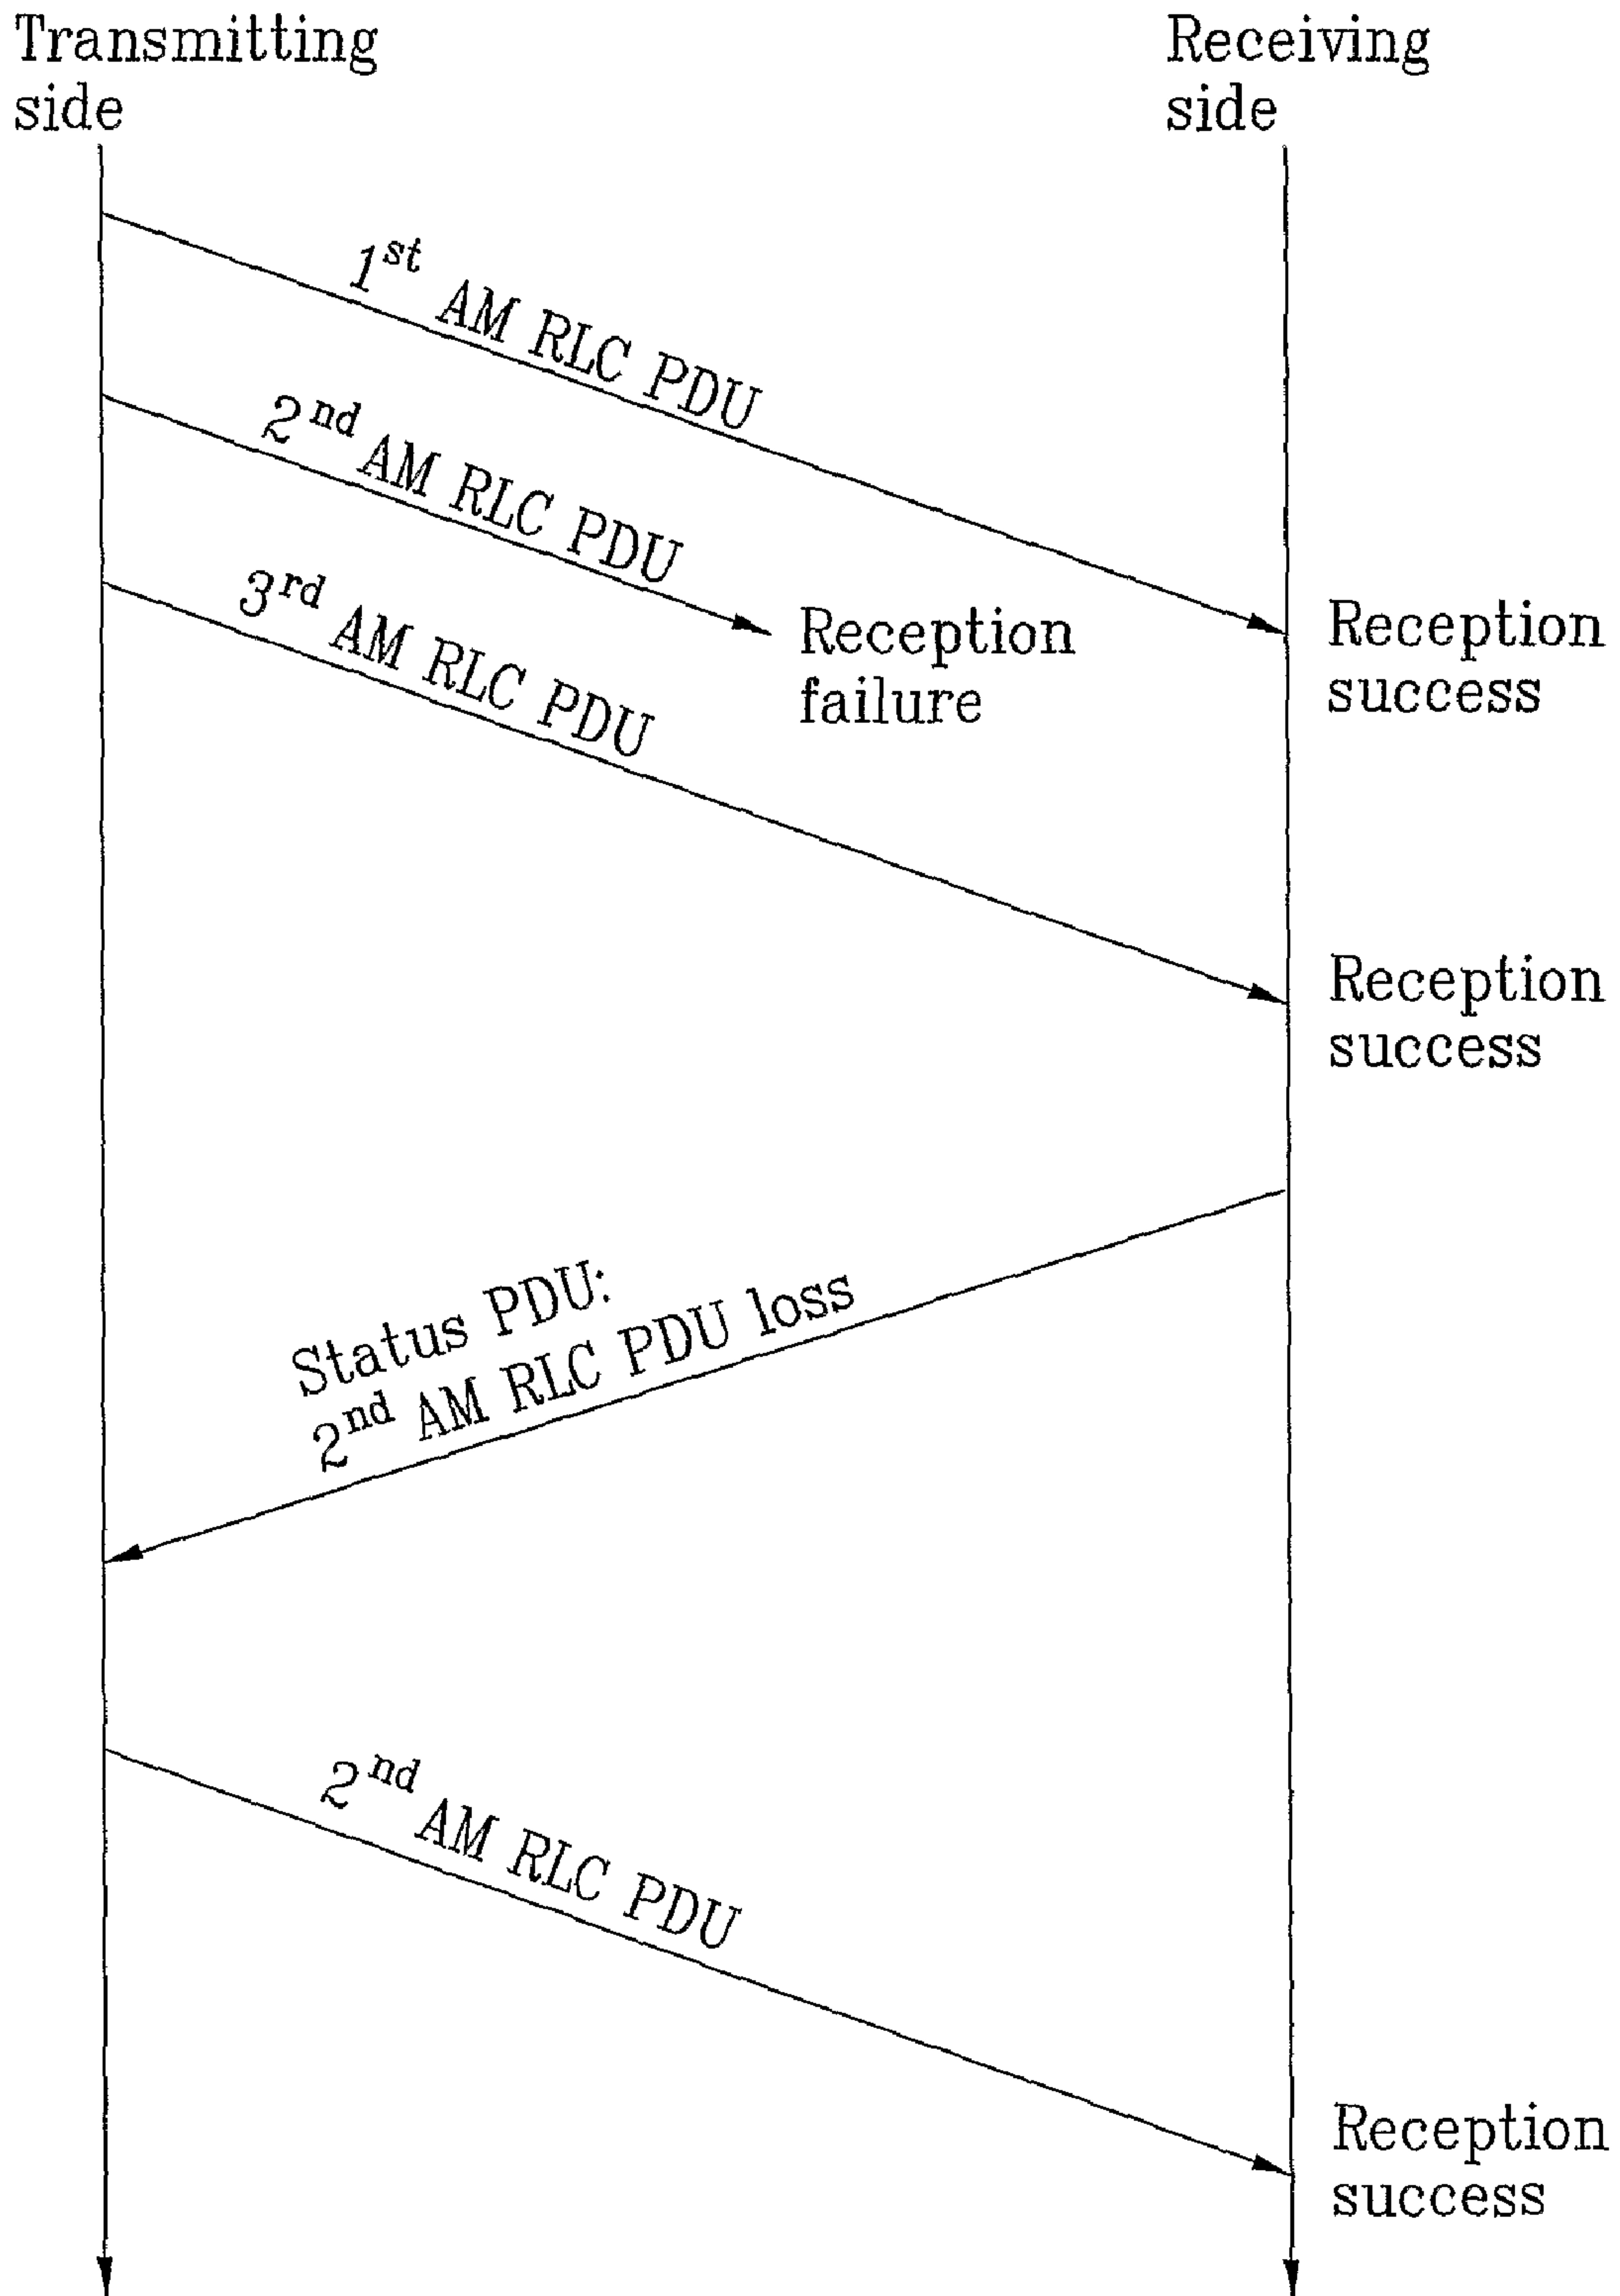 Transmitting
side
Receiving
side
1st AM RLC PDU
2nd AM RLC PDU
3rd AM RLC PDU
Reception
failure
Reception
success
Reception
success
Status PDU:
2nd AM RLC PDU loss
2nd AM RLC PDU
Reception
success